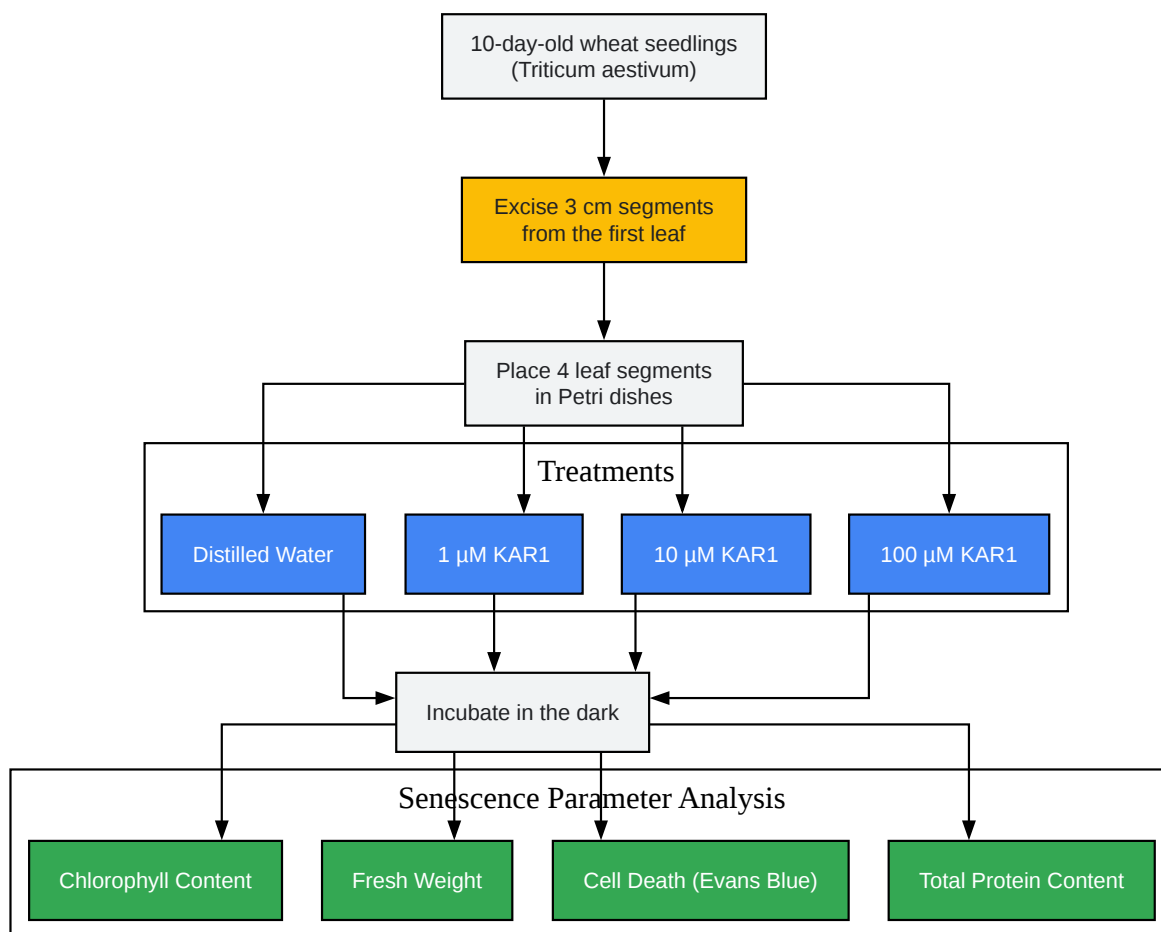 10-day-old wheat seedlings
(Triticum aestivum)
Excise 3 cm segments
from the first leaf
Place 4 leaf segments
in Petri dishes
Treatments
Distilled Water
1 µM KAR1
10 µM KAR1
100 µM KAR1
Incubate in the dark
Senescence Parameter Analysis
Chlorophyll Content
Fresh Weight
Cell Death (Evans Blue)
Total Protein Content